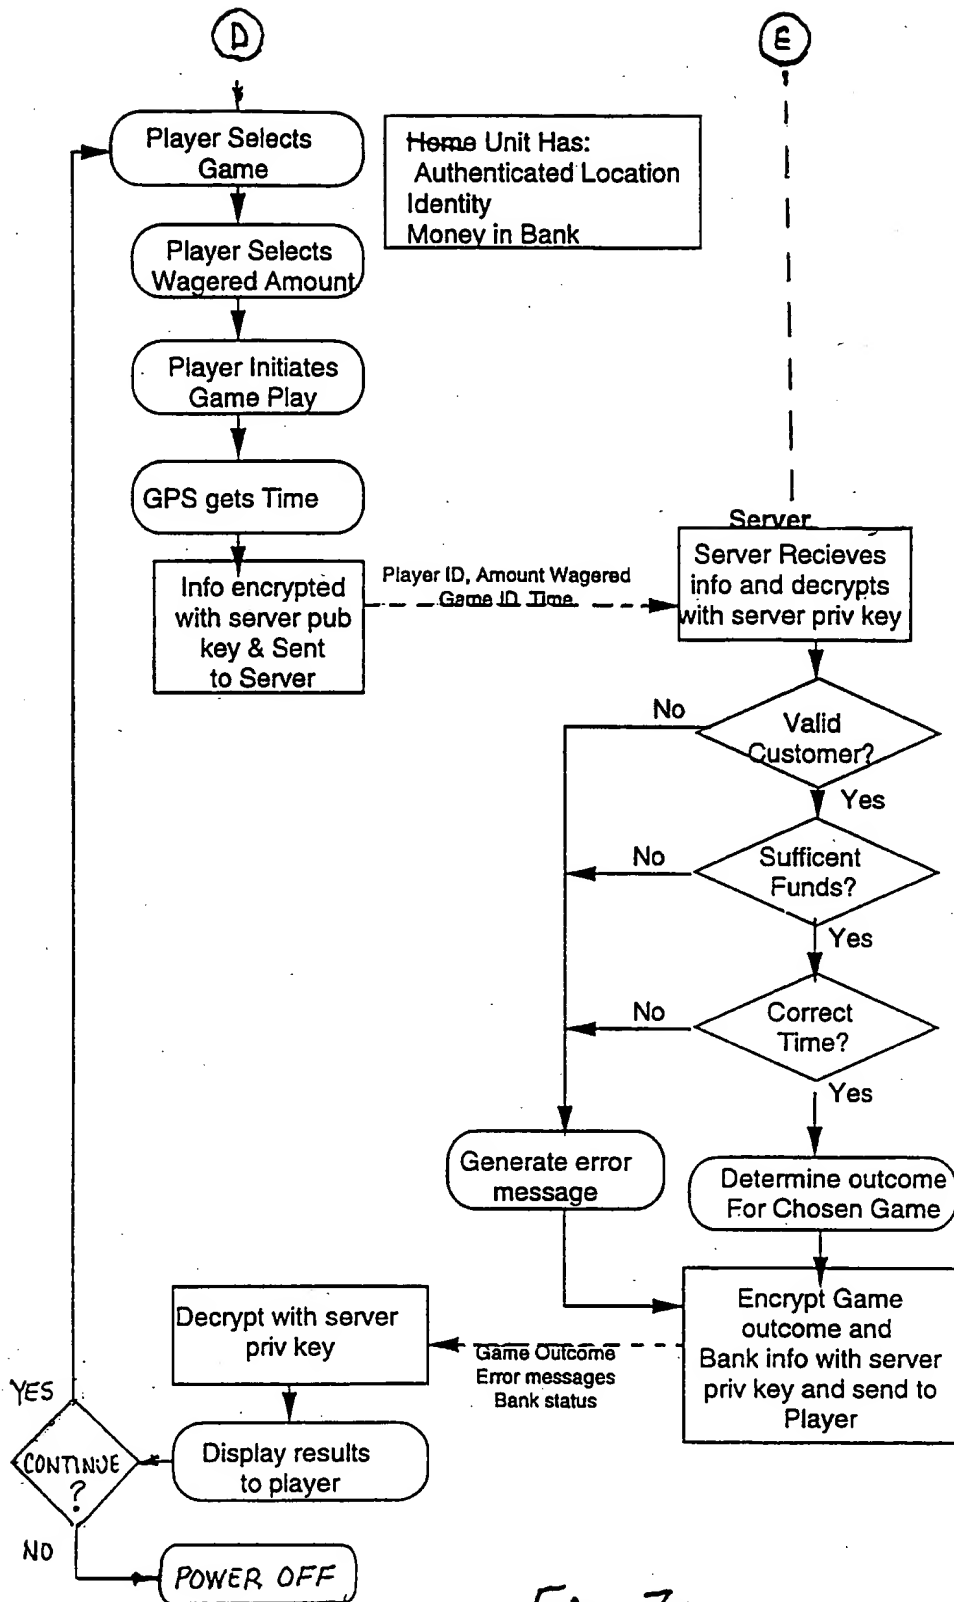 D
E
Player Selects
Game
Home Unit Has:
Authenticated Location
Identity
Money in Bank
Player Selects
Wagered Amount
Player Initiates
Game Play
GPS gets Time
Server
Info encrypted
with server pub
key & Sent
to Server
Player ID, Amount Wagered
Game ID, Time
Server Recieves
info and decrypts
with server priv key
No
Valid
Customer?
Yes
No
Sufficent
Funds?
Yes
No
Correct
Time?
Yes
Generate error
message
Determine outcome
For Chosen Game
Decrypt with server
priv key
Game Outcome
Error messages
Bank status
Encrypt Game
outcome and
Bank info with server
priv key and send to
Player
YES
CONTINUE
?
Display results
to player
NO
POWER OFF